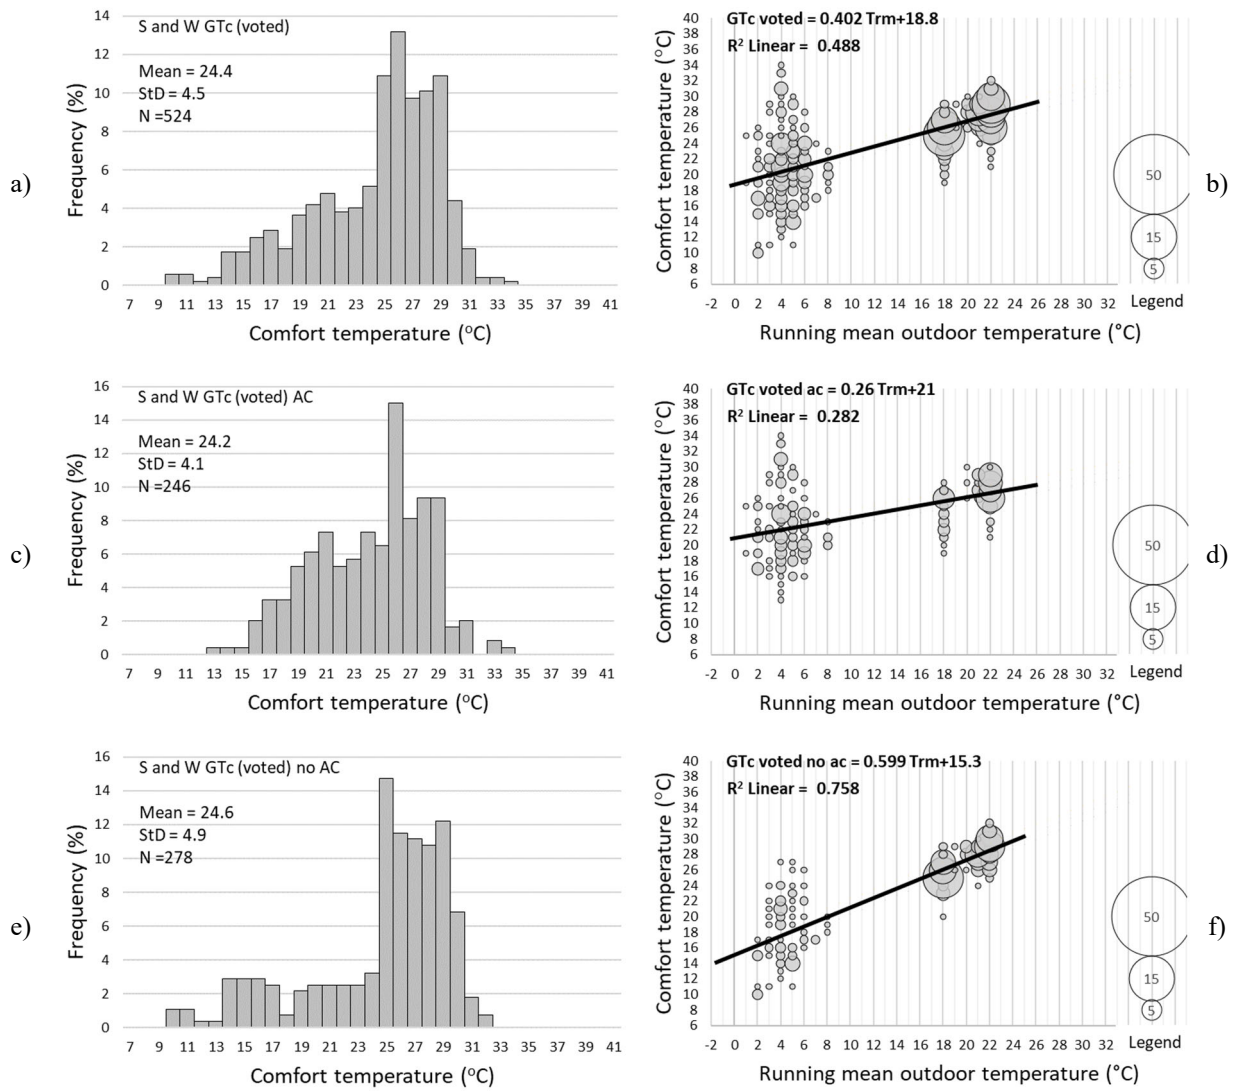 a)
Frequency (%)
14
12
10
8
6
4
2
0
S and W GTc (voted)
Mean = 24.4
StD = 4.5
N =524
7 9 11 13 15 17 19 21 23 25 27 29 31 33 35 37 39 41
Comfort temperature (°C)
b)
Comfort temperature (°C)
40
38
36
34
32
30
28
26
24
22
20
18
16
14
12
10
8
6
GTc voted = 0.402 Trm+18.8
R² Linear = 0.488
-2 0 2 4 6 8 10 12 14 16 18 20 22 24 26 28 30 32
Running mean outdoor temperature (°C)
50
15
5
Legend
c)
Frequency (%)
16
14
12
10
8
6
4
2
0
S and W GTc (voted) AC
Mean = 24.2
StD = 4.1
N =246
7 9 11 13 15 17 19 21 23 25 27 29 31 33 35 37 39 41
Comfort temperature (°C)
d)
Comfort temperature (°C)
40
38
36
34
32
30
28
26
24
22
20
18
16
14
12
10
8
6
GTc voted ac = 0.26 Trm+21
R² Linear = 0.282
-2 0 2 4 6 8 10 12 14 16 18 20 22 24 26 28 30 32
Running mean outdoor temperature (°C)
50
15
5
Legend
e)
Frequency (%)
16
14
12
10
8
6
4
2
0
S and W GTc (voted) no AC
Mean = 24.6
StD = 4.9
N =278
7 9 11 13 15 17 19 21 23 25 27 29 31 33 35 37 39 41
Comfort temperature (°C)
f)
Comfort temperature (°C)
40
38
36
34
32
30
28
26
24
22
20
18
16
14
12
10
8
6
GTc voted no ac = 0.599 Trm+15.3
R² Linear = 0.758
-2 0 2 4 6 8 10 12 14 16 18 20 22 24 26 28 30 32
Running mean outdoor temperature (°C)
50
15
5
Legend